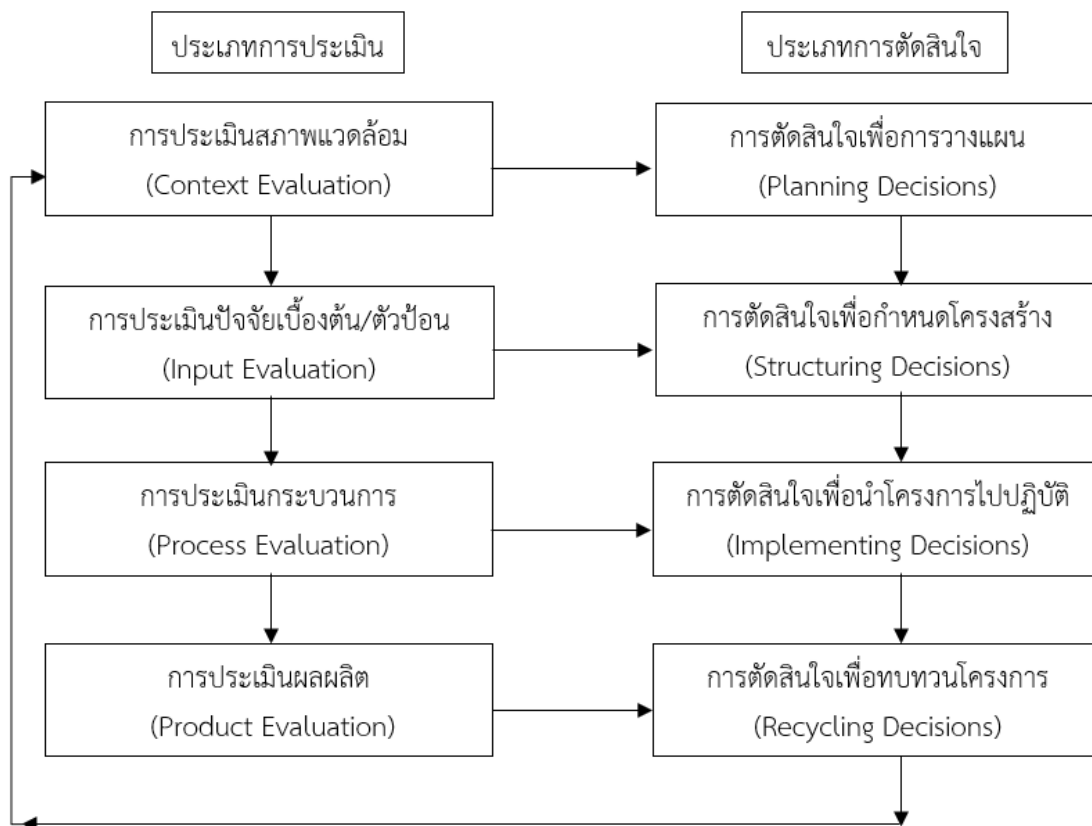 ประเภทการประเมิน
ประเภทการตัดสินใจ
การประเมินสภาพแวดล้อม
(Context Evaluation)
การตัดสินใจเพื่อการวางแผน
(Planning Decisions)
การประเมินปัจจัยเบื้องต้น/ตัวป้อน
(Input Evaluation)
การตัดสินใจเพื่อกำหนดโครงสร้าง
(Structuring Decisions)
การประเมินกระบวนการ
(Process Evaluation)
การตัดสินใจเพื่อนำโครงการไปปฏิบัติ
(Implementing Decisions)
การประเมินผลผลิต
(Product Evaluation)
การตัดสินใจเพื่อทบทวนโครงการ
(Recycling Decisions)